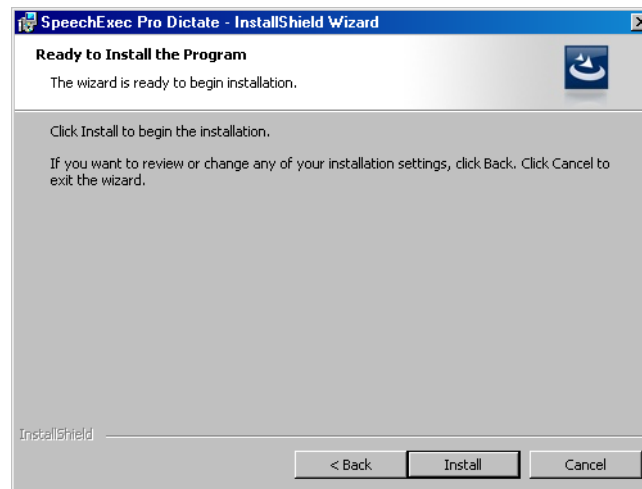 SpeechExec Pro Dictate - InstallShield Wizard
Ready to Install the Program
The wizard is ready to begin installation.
Click Install to begin the installation.
If you want to review or change any of your installation settings, click Back. Click Cancel to
exit the wizard.
InstallShield
< Back
Install
Cancel